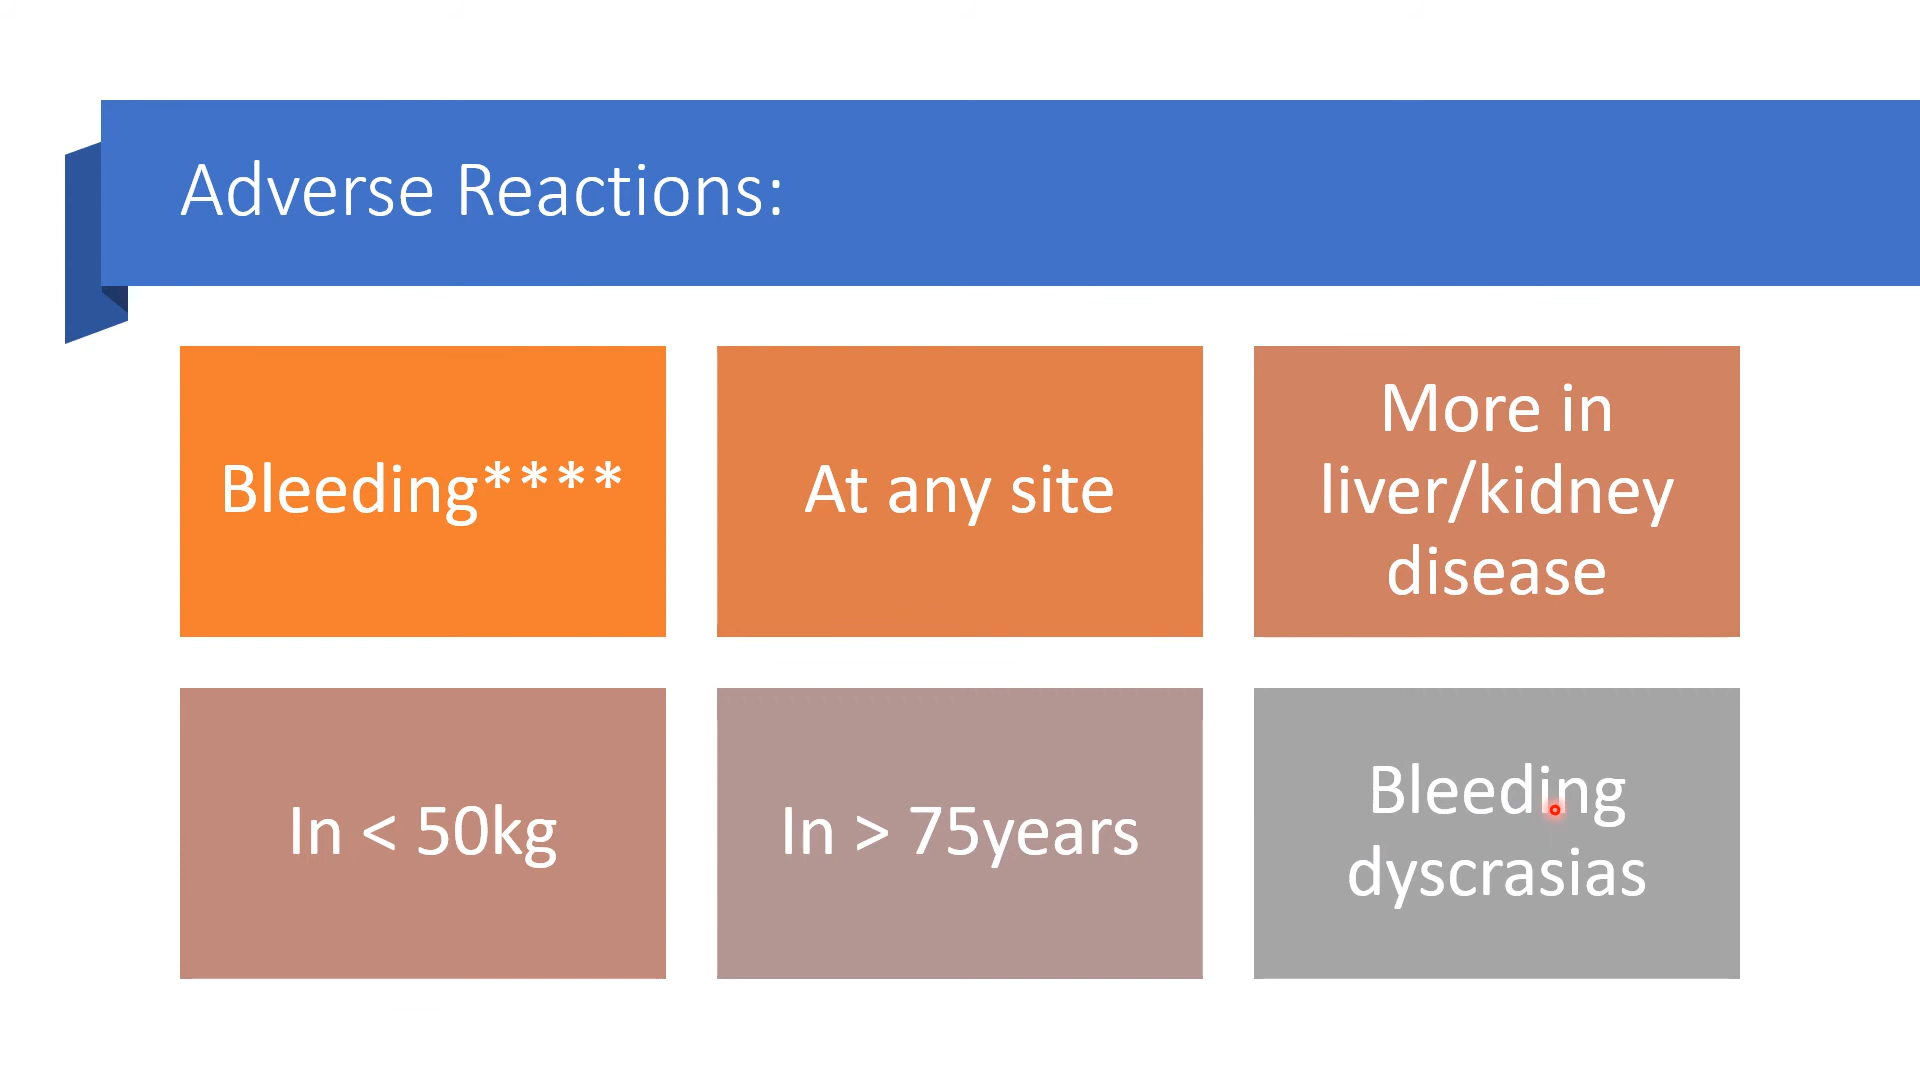 Adverse Reactions:
Bleeding****
At any site
More in
liver/kidney
disease
In < 50kg
In > 75years
Bleeding
dyscrasias